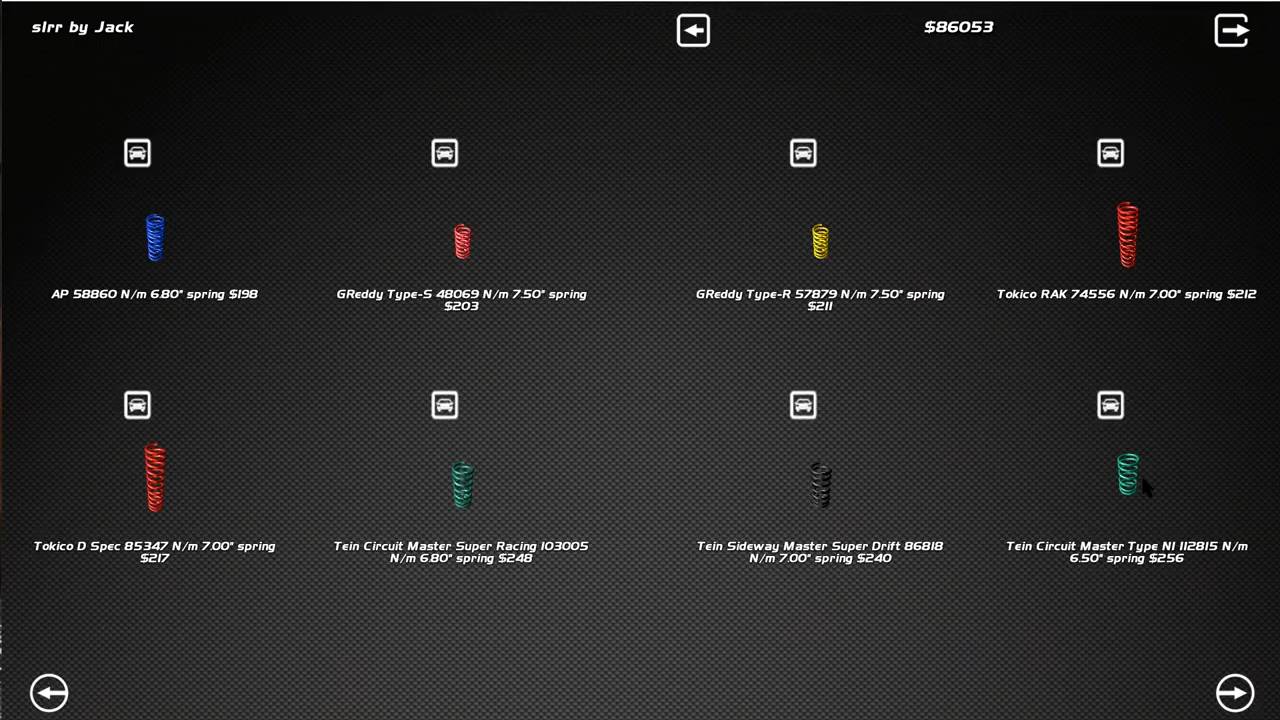 slrr by Jack
$86053
AP 58860 N/m 6.80" spring $198
GReddy Type-S 48069 N/m 7.50" spring
$203
GReddy Type-R 57879 N/m 7.50" spring
$211
Tokico RAK 74556 N/m 7.00" spring $212
Tokico D Spec 85347 N/m 7.00" spring
$217
Tein Circuit Master Super Racing 103005
N/m 6.80" spring $248
Tein Sideway Master Super Drift 86818
N/m 7.00" spring $240
Tein Circuit Master Type N1 112815 N/m
6.50" spring $256